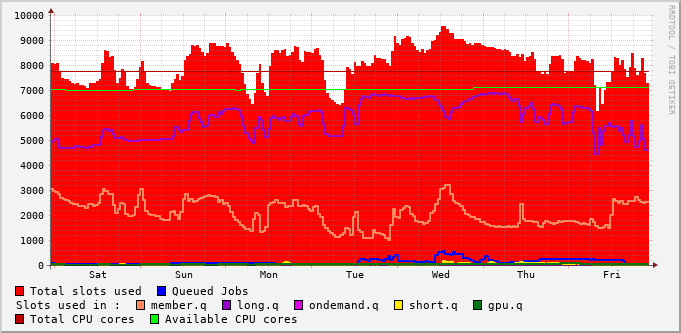 10000
9000
8000
7000
6000
5000
4000
3000
2000
1000
0
Sat Sun Mon Tue Wed Thu Fri
RRDTOOL / TOBI OETIKER
Total slots used Queued Jobs
Slots used in : member.q long.q ondemand.q short.q gpu.q
Total CPU cores Available CPU cores